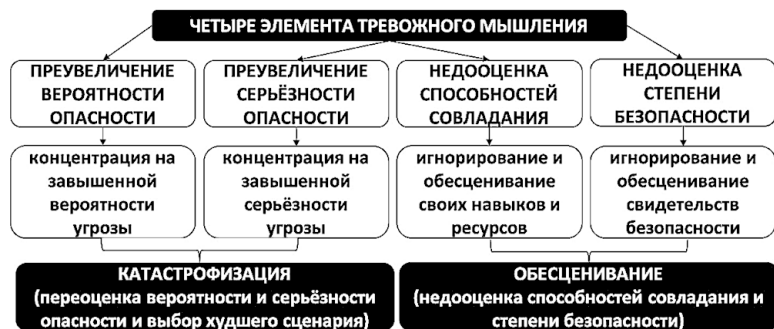 ЧЕТЫРЕ ЭЛЕМЕНТА ТРЕВОЖНОГО МЫШЛЕНИЯ
ПРЕУВЕЛИЧЕНИЕ
ВЕРОЯТНОСТИ
ОПАСНОСТИ
ПРЕУВЕЛИЧЕНИЕ
СЕРЬЁЗНОСТИ
ОПАСНОСТИ
НЕДООЦЕНКА
СПОСОБНОСТЕЙ
СОВЛАДАНИЯ
НЕДООЦЕНКА
СТЕПЕНИ
БЕЗОПАСНОСТИ
концентрация на
завышенной
вероятности
угрозы
концентрация на
завышенной
серьёзности
угрозы
игнорирование и
обесценивание
своих навыков и
ресурсов
игнорирование и
обесценивание
свидетельств
безопасности
КАТАСТРОФИЗАЦИЯ
(переоценка вероятности и серьёзности
опасности и выбор худшего сценария)
ОБЕСЦЕНИВАНИЕ
(недооценка способностей совладания и
степени безопасности)